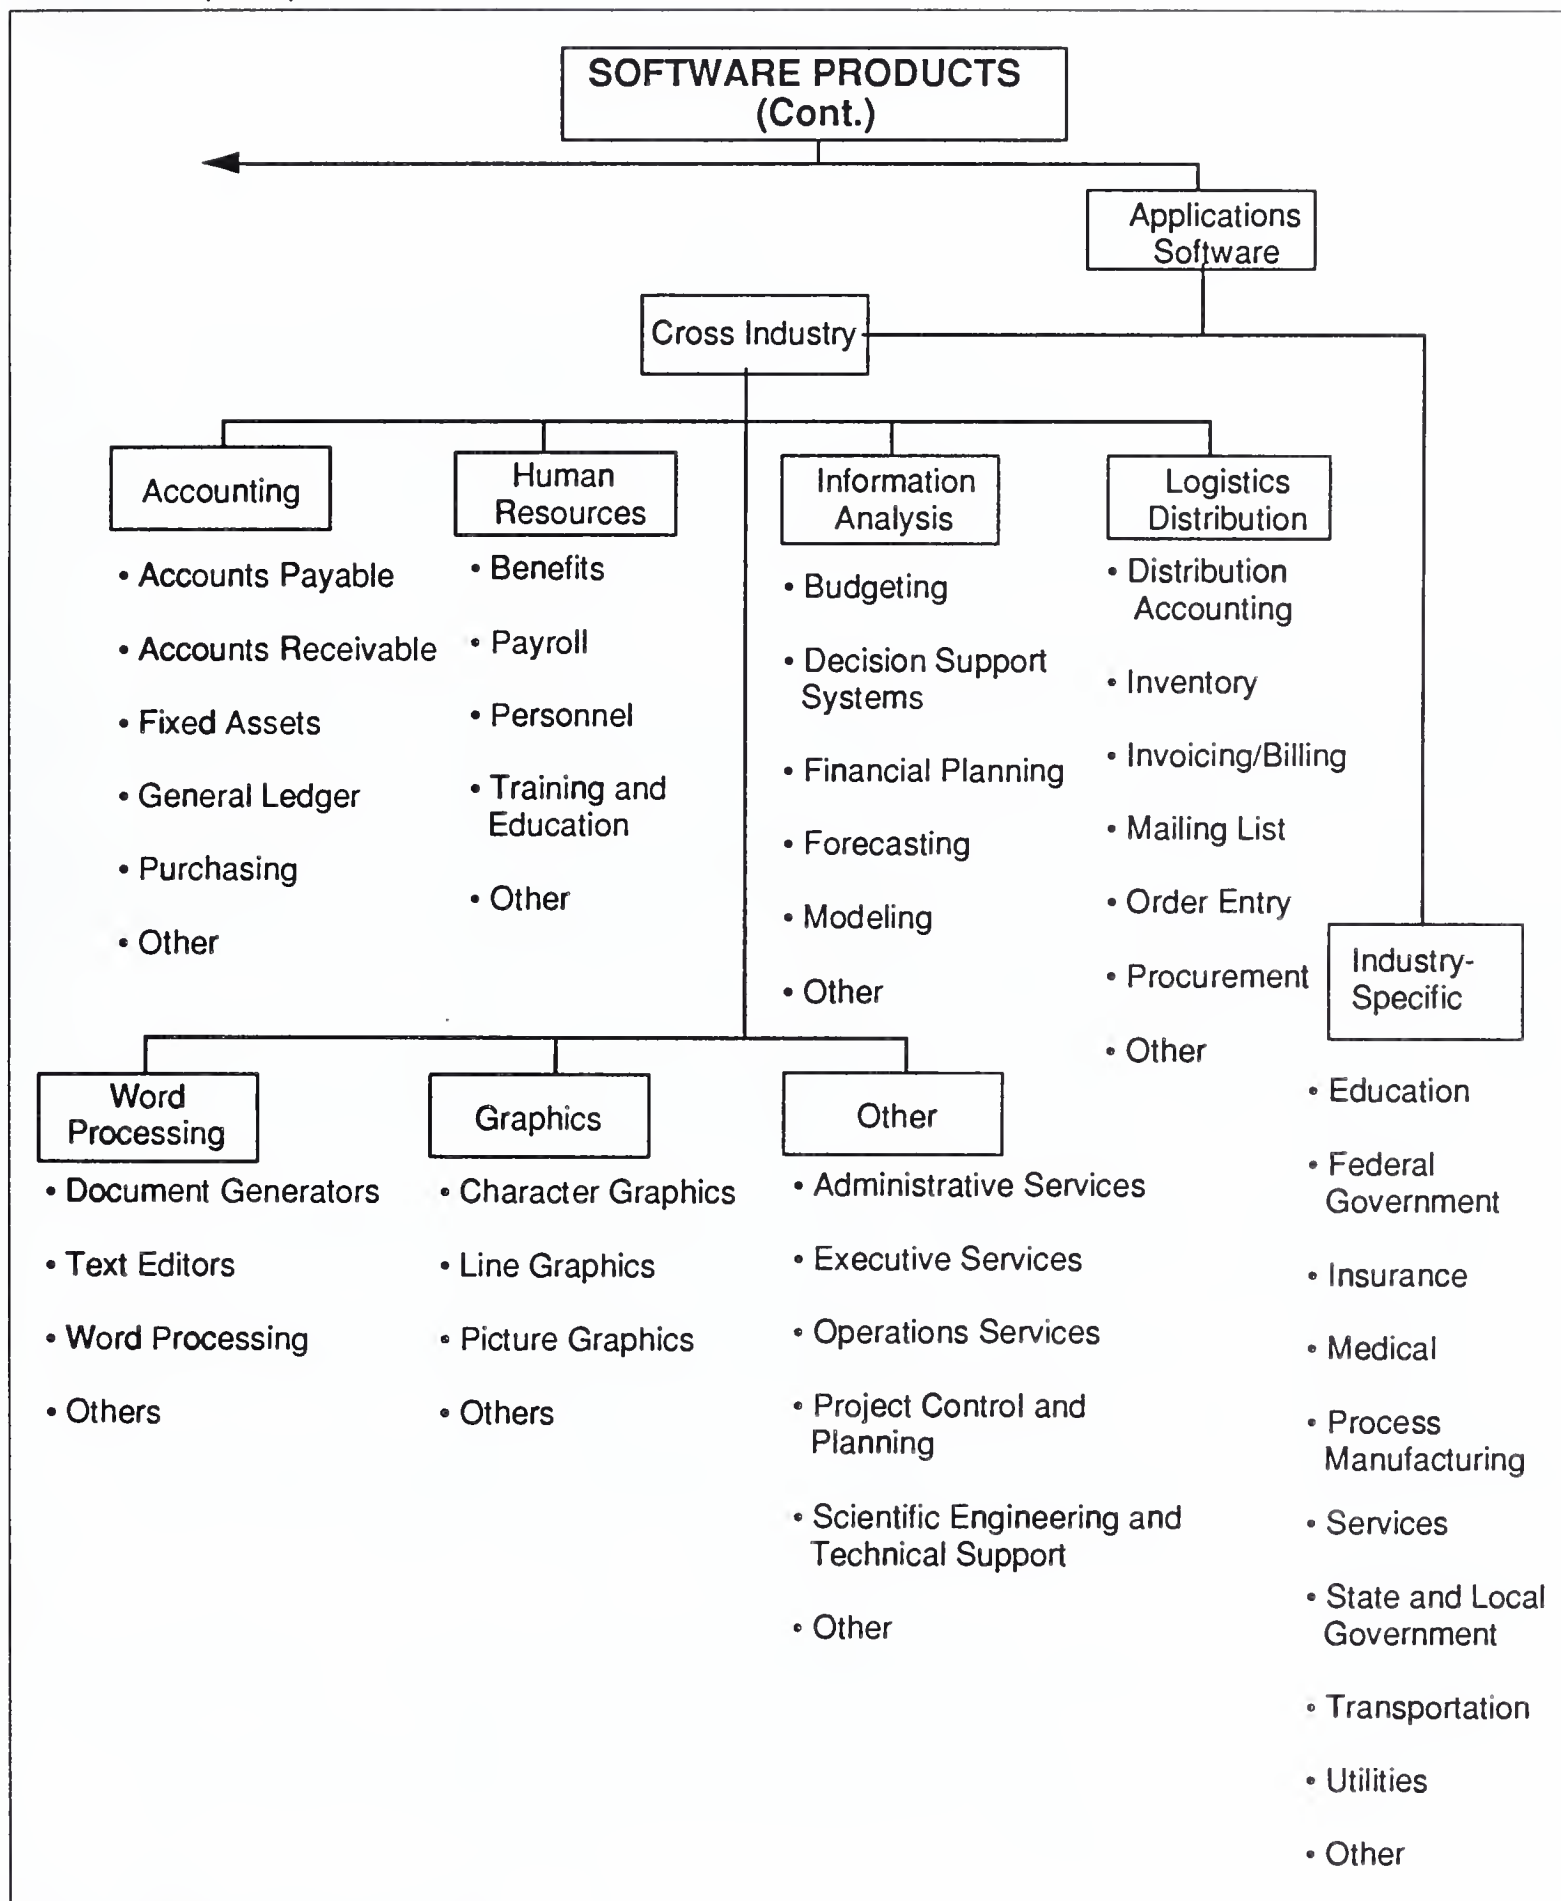 SOFTWARE PRODUCTS
(Cont.)
Applications
Software
Cross Industry
Accounting
• Accounts Payable
• Accounts Receivable
• Fixed Assets
• General Ledger
• Purchasing
• Other
Human
Resources
• Benefits
• Payroll
• Personnel
• Training and
Education
• Other
Information
Analysis
• Budgeting
• Decision Support
Systems
• Financial Planning
• Forecasting
• Modeling
• Other
Logistics
Distribution
• Distribution
Accounting
• Inventory
• Invoicing/Billing
• Mailing List
• Order Entry
• Procurement
• Other
Word
Processing
• Document Generators
• Text Editors
• Word Processing
• Others
Graphics
• Character Graphics
• Line Graphics
• Picture Graphics
• Others
Other
• Administrative Services
• Executive Services
• Operations Services
• Project Control and
Planning
• Scientific Engineering and
Technical Support
• Other
Industry-
Specific
• Education
• Federal
Government
• Insurance
• Medical
• Process
Manufacturing
• Services
• State and Local
Government
• Transportation
• Utilities
• Other